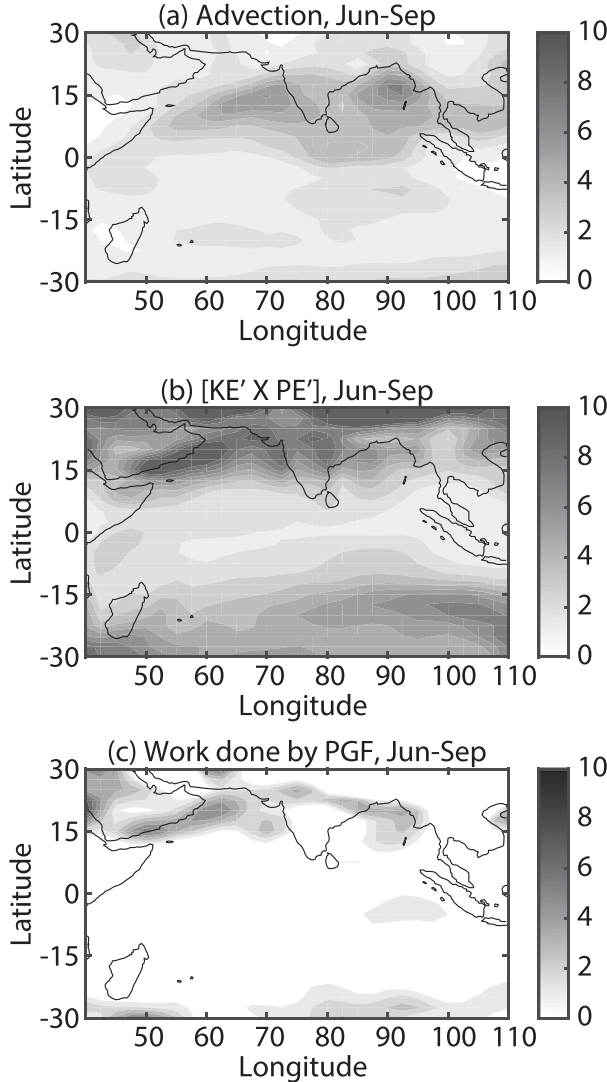 (a) Advection, Jun-Sep
30
15
0
-15
-30
Latitude
50 60 70 80 90 100 110
Longitude
10
8
6
4
2
0
(b) [KE’ X PE’], Jun-Sep
30
15
0
-15
-30
Latitude
50 60 70 80 90 100 110
Longitude
10
8
6
4
2
0
(c) Work done by PGF, Jun-Sep
30
15
0
-15
-30
Latitude
50 60 70 80 90 100 110
Longitude
10
8
6
4
2
0